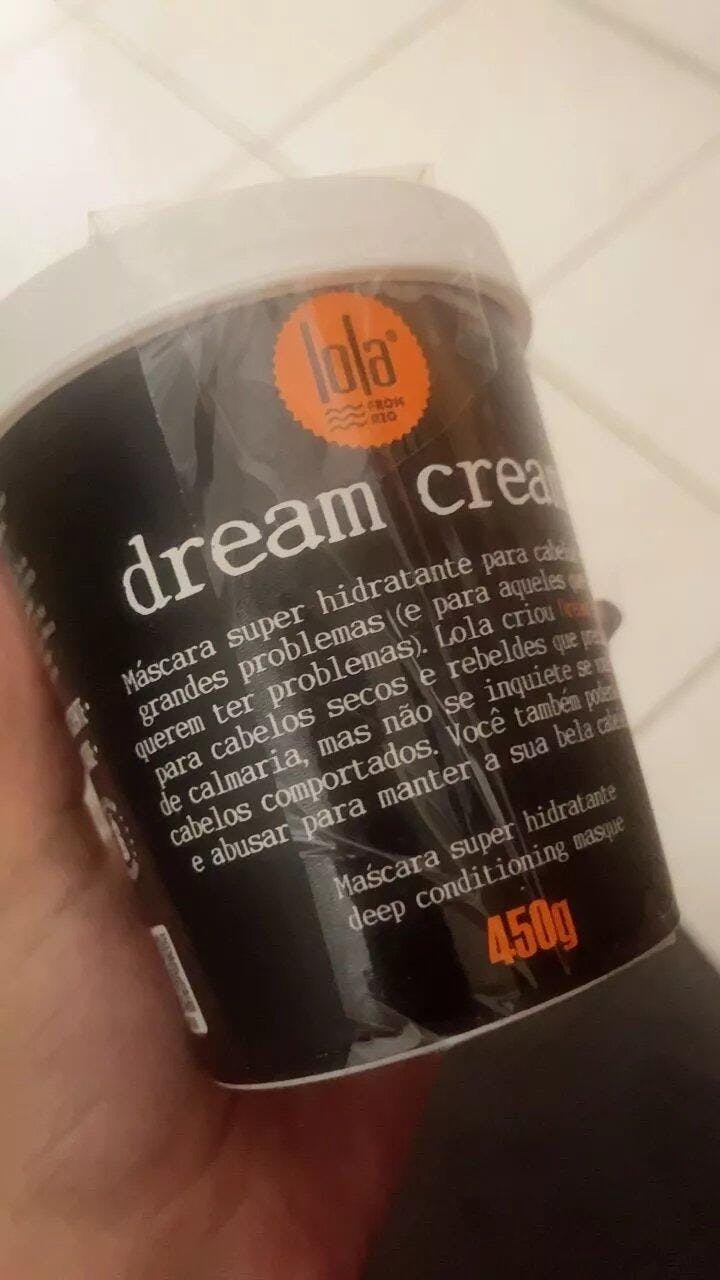 lola
FROM
RIO
dream crea
Máscara super hidratante para
grandes problemas (e para aqueles
querem ter problemas). Lola criou
para cabelos secos e rebeldes que
de calmaria, mas não se inquiete se
cabelos comportados. Você também
e abusar para manter a sua bela
Maścara super hidratante
deep conditioning masque
450g